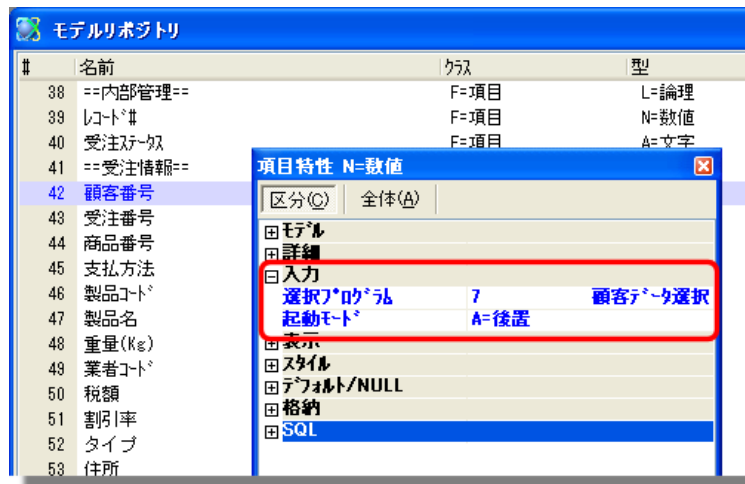 モデルリポジトリ
# 名前 ｸﾗｽ 型
38 ==内部管理== F=項目 L=論理
39 ﾚｺｰﾄﾞ# F=項目 N=数値
40 受注ｽﾃｰﾀｽ F=項目 A=文字
41 ==受注情報==
42 顧客番号
43 受注番号
44 商品番号
45 支払方法
46 製品ｺｰﾄﾞ
47 製品名
48 重量(Kg)
49 業者ｺｰﾄﾞ
50 税額
51 割引率
52 タイプ
53 住所
項目特性 N=数値
区分(C) 全体(A)
ﾓﾃﾞﾙ
詳細
入力
選択ﾌﾟﾛｸﾞﾗﾑ 7 顧客ﾃﾞｰﾀ選択
起動ﾓｰﾄﾞ A=後置
表示
ｽﾀｲﾙ
ﾃﾞﾌｫﾙﾄ/NULL
格納
SQL